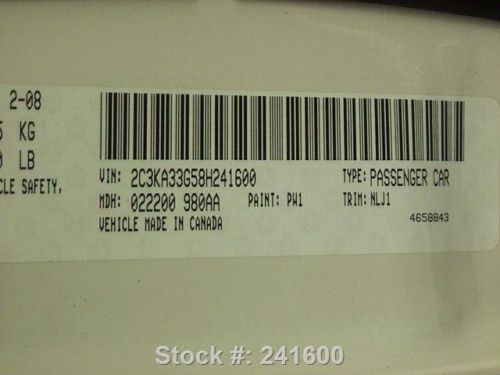 2-08
KG
LB
CLE SAFETY,
VIN: 2C3KA33G58H241600 TYPE: PASSENGER CAR
MDH: 022200 980AA PAINT: PW1 TRIM: NLJ1
VEHICLE MADE IN CANADA 4658843
Stock #: 241600